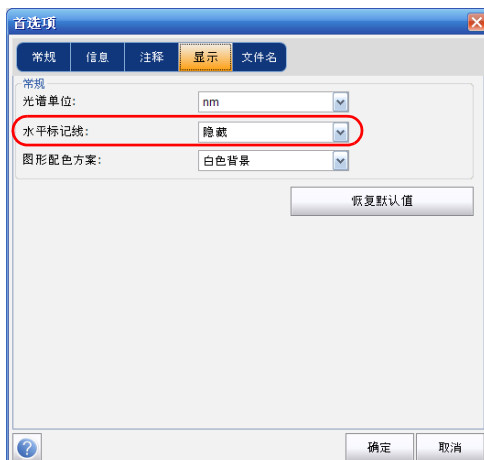 首选项
常规 信息 注释 显示 文件名
常规
光谱单位: nm
水平标记线: 隐藏
图形配色方案: 白色背景
恢复默认值
? 确定 取消